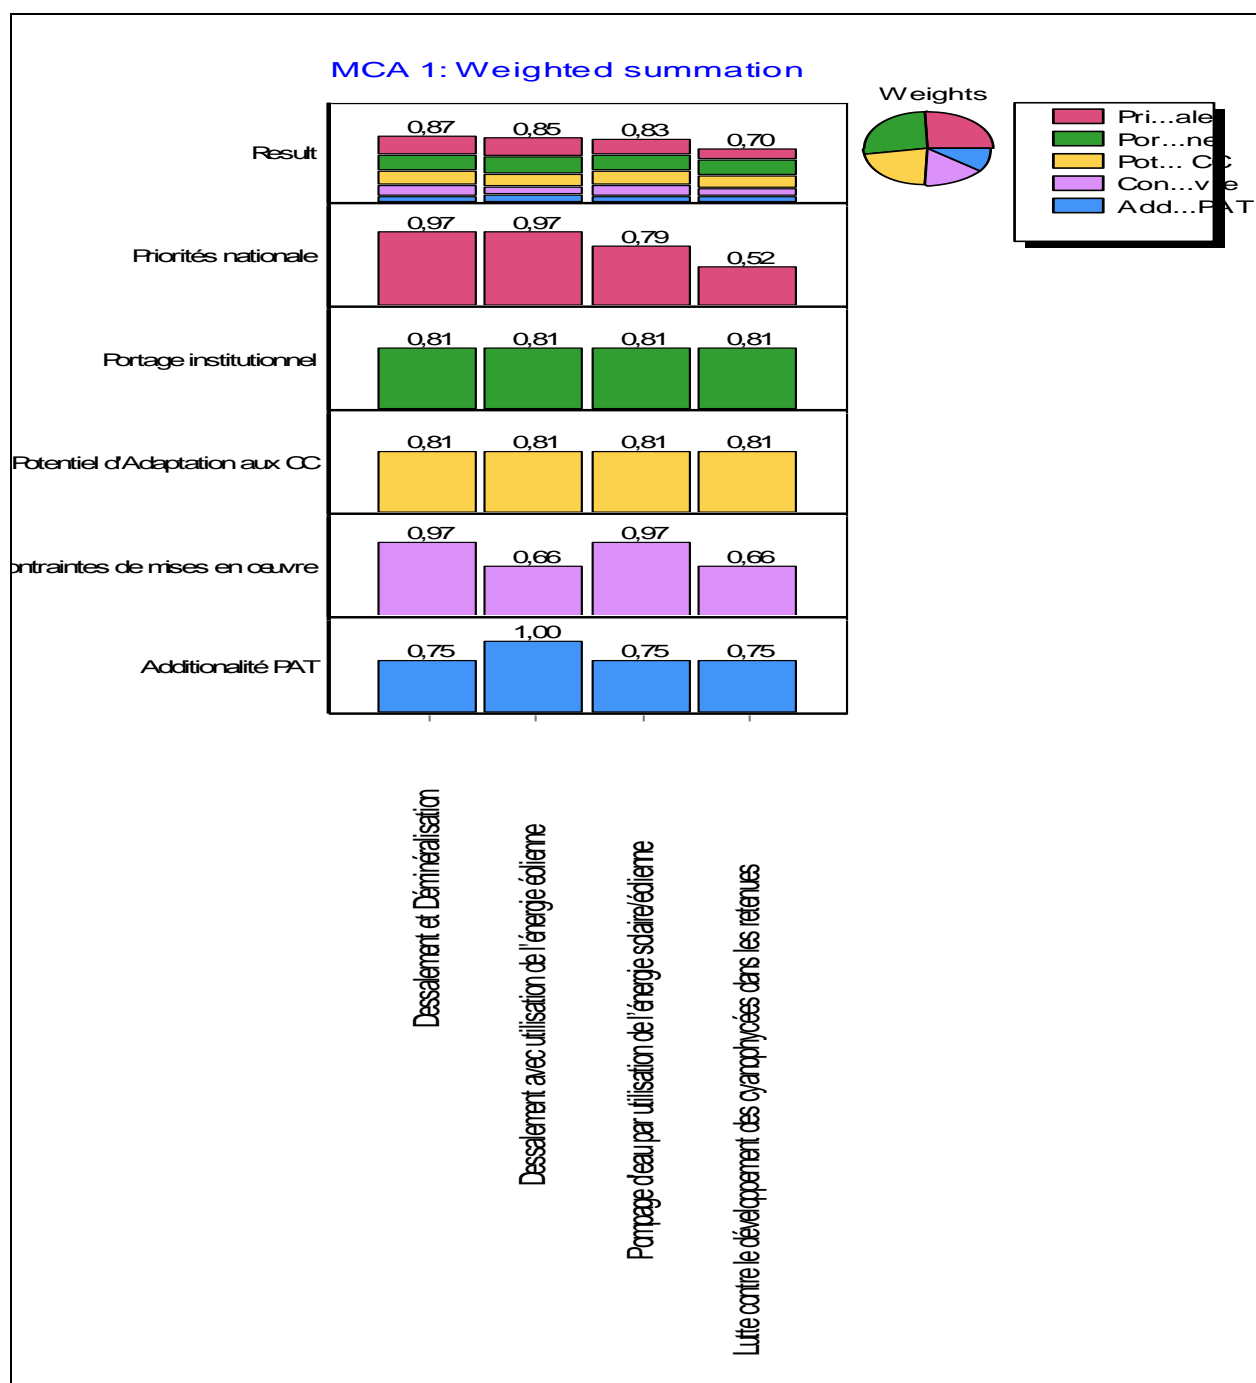 MCA 1: Weighted summation
Weights
Pri...ale
Por...ne
Pot... CC
Con...vre
Add...PAT
Result
0,87 0,85 0,83 0,70
Priorités nationale
0,97 0,97 0,79 0,52
Portage institutionnel
0,81 0,81 0,81 0,81
Potentiel d'Adaptation aux CC
0,81 0,81 0,81 0,81
ontraintes de mises en œuvre
0,97 0,66 0,97 0,66
Additionalité PAT
0,75 1,00 0,75 0,75
Dessalement et Déminéralisation
Dessalement avec utilisation de l'énergie éolienne
Pompage d'eau par utilisation de l'énergie solaire/éolienne
Lutte contre le développement des cyanophycées dans les retenues